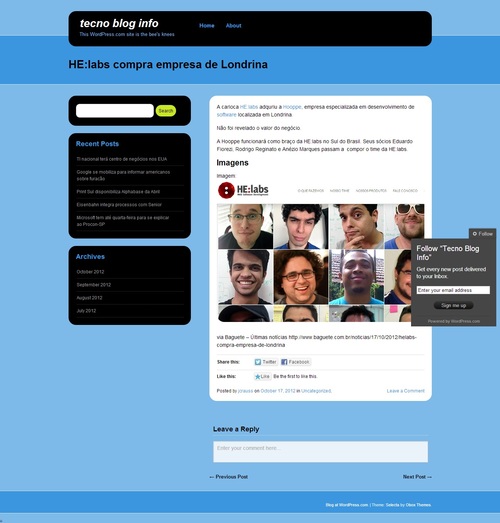 tecno blog info
This WordPress.com site is the bee's knees
Home About
HE:labs compra empresa de Londrina
Search
Recent Posts
TI nacional terá centro de negócios nos EUA
Google se mobiliza para informar americanos
sobre furacão
Print Sul disponibiliza Alphubase da Abril
Eisenbahn integra processos com Senior
Microsoft tem até quarta-feira para se explicar
ao Procon-SP
Archives
October 2012
September 2012
August 2012
July 2012
A carioca HE:labs adquiriu a Hooppe, empresa especializada em desenvolvimento de
software localizada em Londrina
Não foi revelado o valor do negócio.
A Hooppe funcionará como braço da HE:labs no Sul do Brasil. Seus sócios Eduardo
Fiorezi, Rodrigo Reginato e Anézio Marques passam a compor o time da HE:labs.
Imagens
Imagem:
HE:labs
O QUE FAZEMOS NOSSO TIME NOSSOS PRODUTOS FALE CONOSCO
via Baguete – Últimas notícias http://www.baguete.com.br/noticias/17/10/2012/helabs-
compra-empresa-de-londrina
Share this: Twitter Facebook
Like this: Like Be the first to like this.
Posted by on October 17, 2012 in Uncategorized.
Leave a Comment
Leave a Reply
Enter your comment here...
← Previous Post
Next Post →
Follow
Follow "Tecno Blog
Info"
Get every new post delivered
to your Inbox.
Enter your email address
Sign me up
Powered by WordPress.com
Blog at WordPress.com. | Theme: Selecta by Obox Themes.